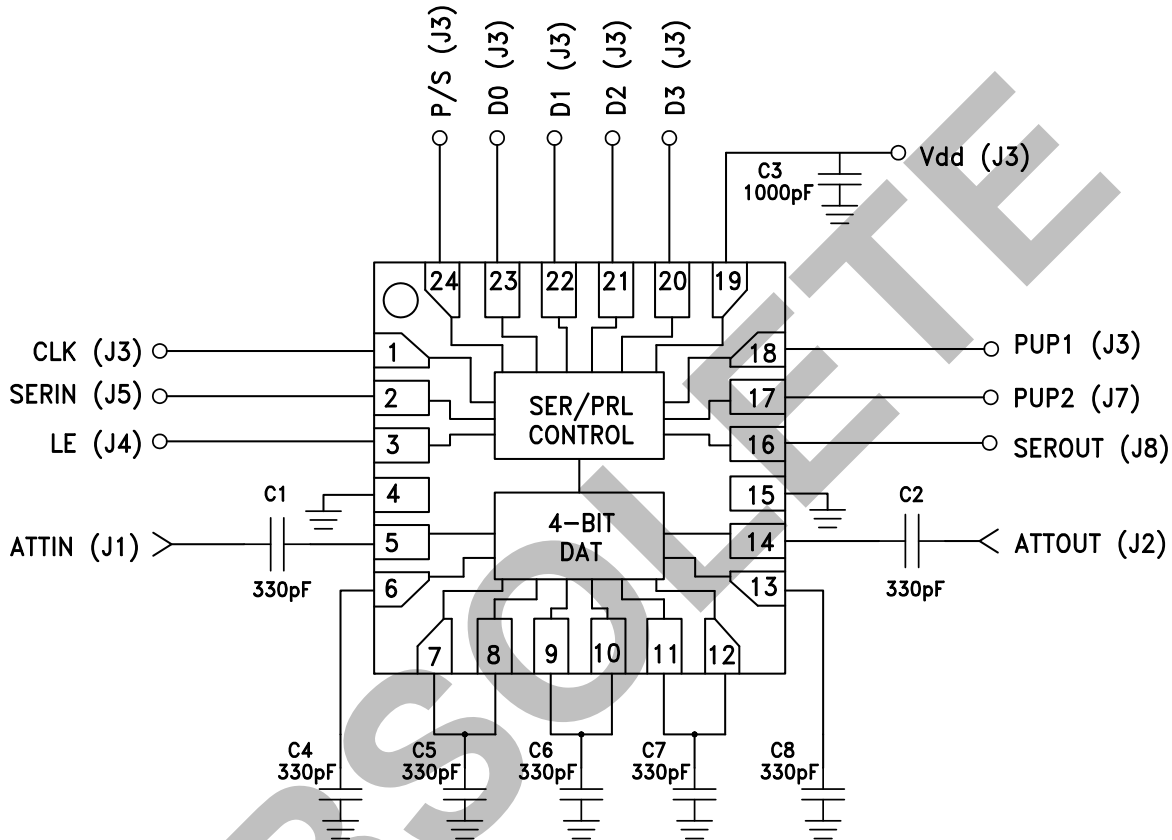 P/S (J3)
D0 (J3)
D1 (J3)
D2 (J3)
D3 (J3)
Vdd (J3)
C3
1000pF
24
23
22
21
20
19
CLK (J3)
1
18
PUP1 (J3)
SERIN (J5)
2
17
PUP2 (J7)
SER/PRL
CONTROL
LE (J4)
3
16
SEROUT (J8)
4
15
C1
C2
4-BIT
DAT
ATTIN (J1)
5
14
ATTOUT (J2)
330pF
330pF
6
13
7
8
9
10
11
12
C4
330pF
C5
330pF
C6
330pF
C7
330pF
C8
330pF
OBSOLETE